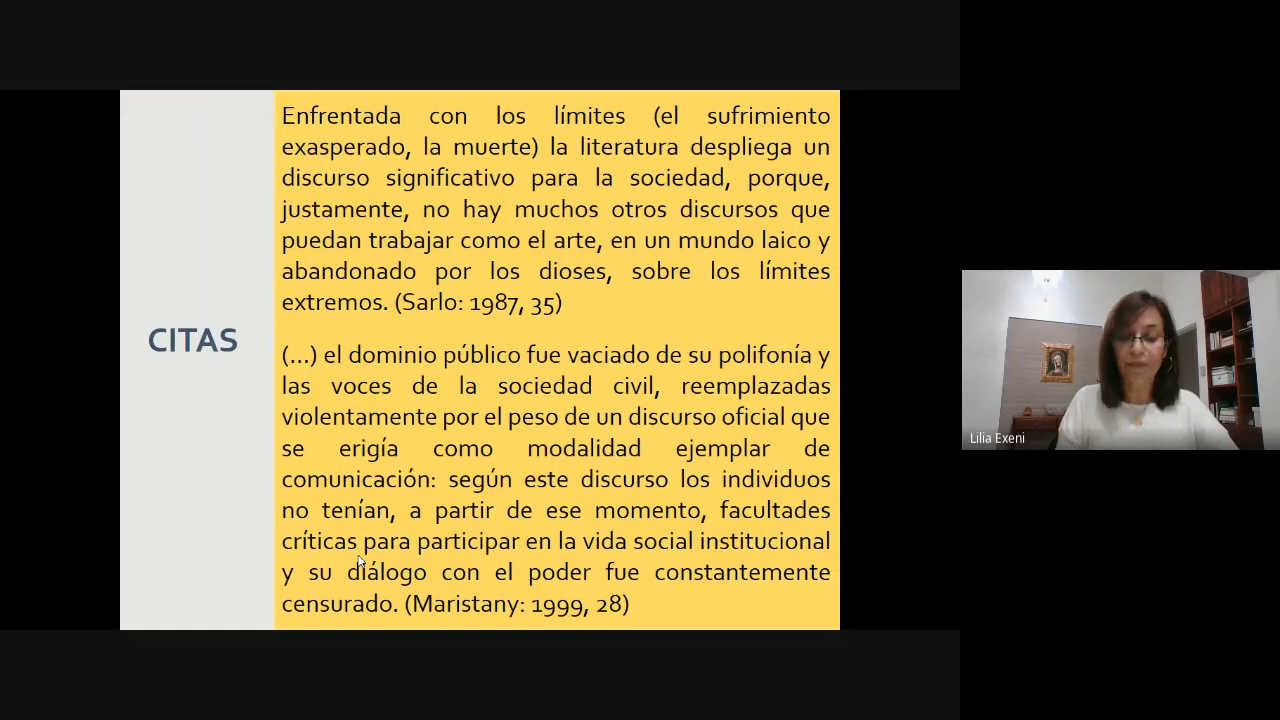 CITAS
Enfrentada con los límites (el sufrimiento
exasperado, la muerte) la literatura despliega un
discurso significativo para la sociedad, porque,
justamente, no hay muchos otros discursos que
puedan trabajar como el arte, en un mundo laico y
abandonado por los dioses, sobre los límites
extremos. (Sarlo: 1987, 35)
(...) el dominio público fue vaciado de su polifonía y
las voces de la sociedad civil, reemplazadas
violentamente por el peso de un discurso oficial que
se erigía como modalidad ejemplar de
comunicación: según este discurso los individuos
no tenían, a partir de ese momento, facultades
críticas para participar en la vida social institucional
y su diálogo con el poder fue constantemente
censurado. (Maristany: 1999, 28)
Lilia Exeni